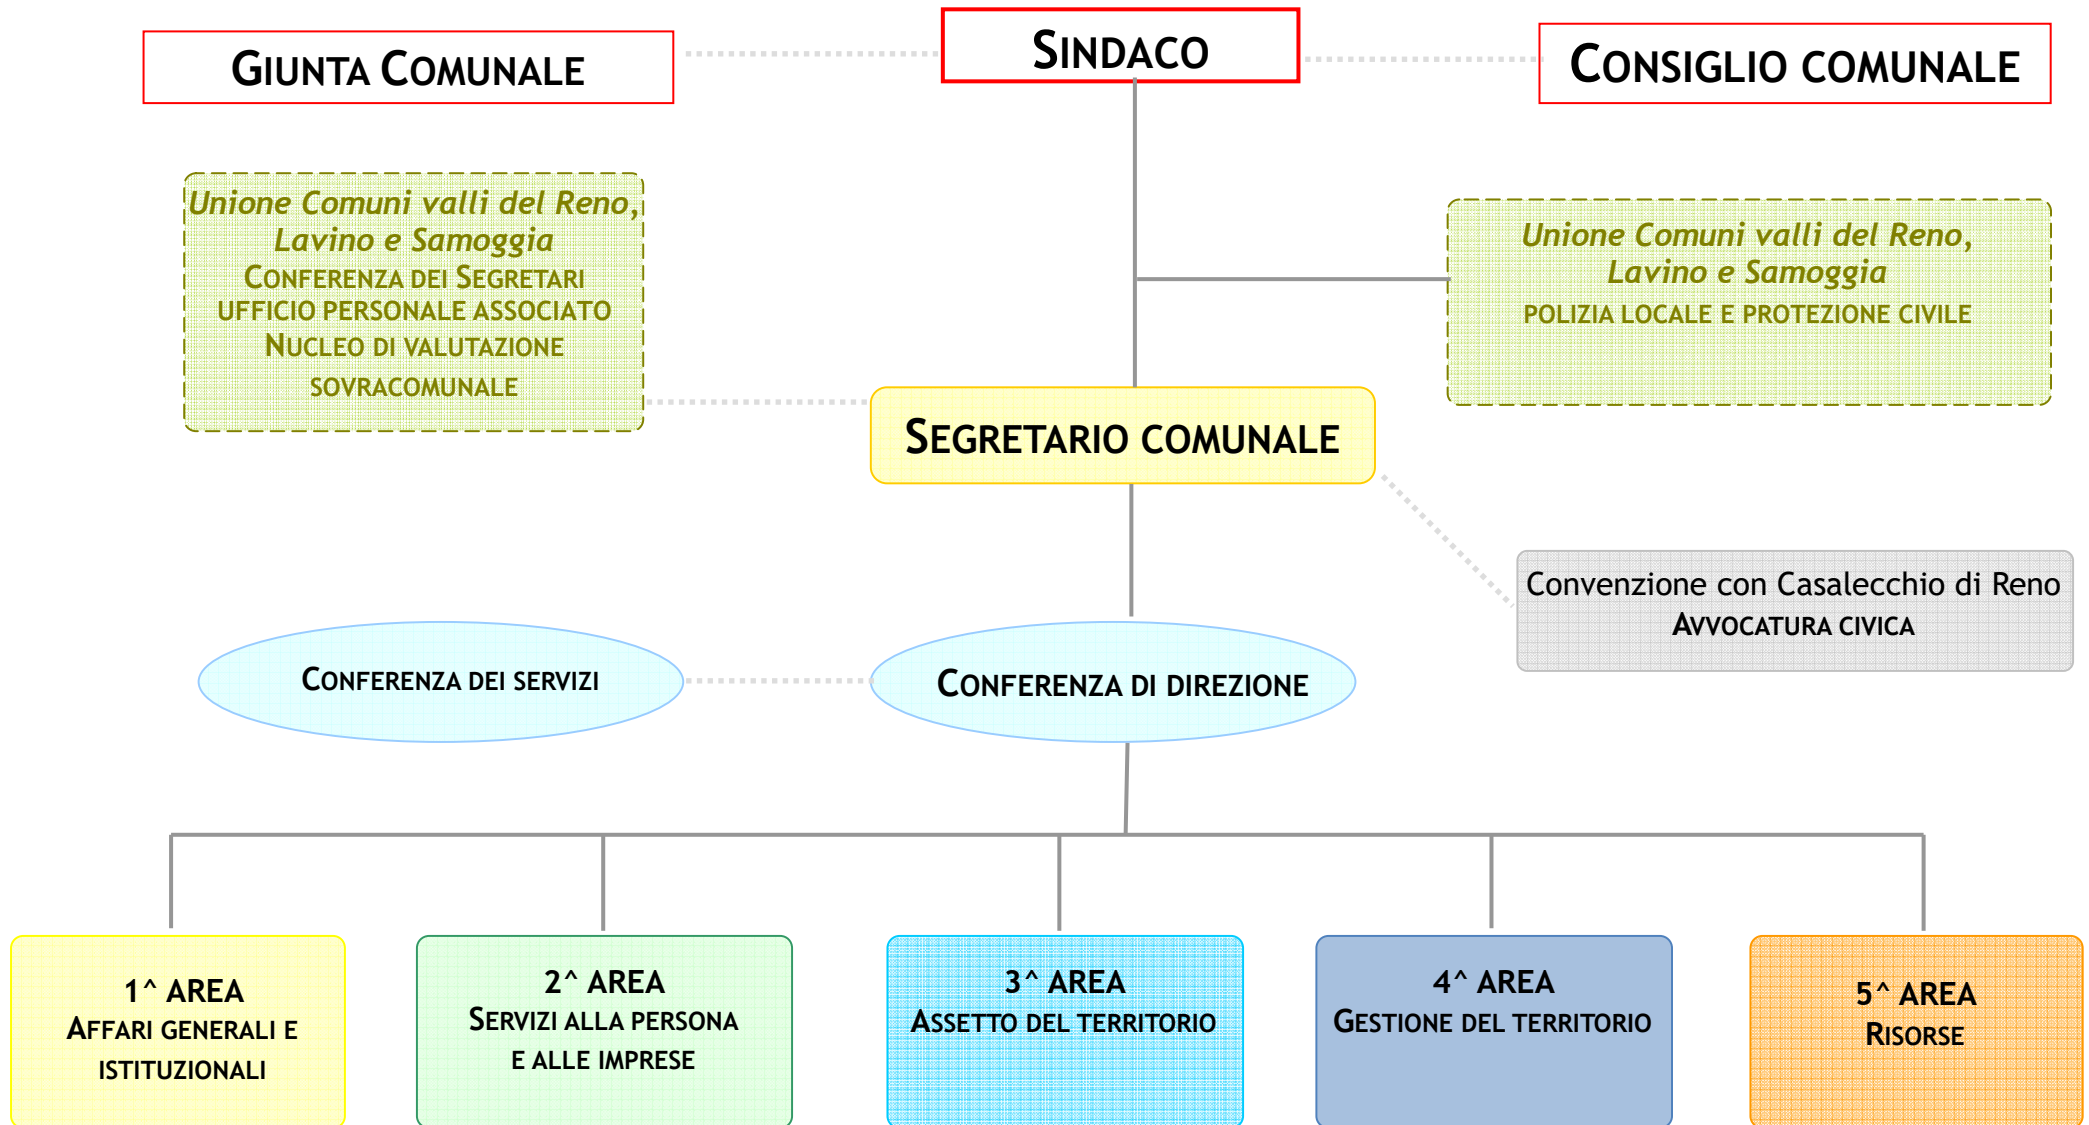 GIUNTA COMUNALE
SINDACO
CONSIGLIO COMUNALE
Unione Comuni valli del Reno,
Lavino e Samoggia
CONFERENZA DEI SEGRETARI
UFFICIO PERSONALE ASSOCIATO
NUCLEO DI VALUTAZIONE
SOVRACOMUNALE
Unione Comuni valli del Reno,
Lavino e Samoggia
POLIZIA LOCALE E PROTEZIONE CIVILE
SEGRETARIO COMUNALE
Convenzione con Casalecchio di Reno
AVVOCATURA CIVICA
CONFERENZA DEI SERVIZI
CONFERENZA DI DIREZIONE
1^ AREA
AFFARI GENERALI E
ISTITUZIONALI
2^ AREA
SERVIZI ALLA PERSONA
E ALLE IMPRESE
3^ AREA
ASSETTO DEL TERRITORIO
4^ AREA
GESTIONE DEL TERRITORIO
5^ AREA
RISORSE